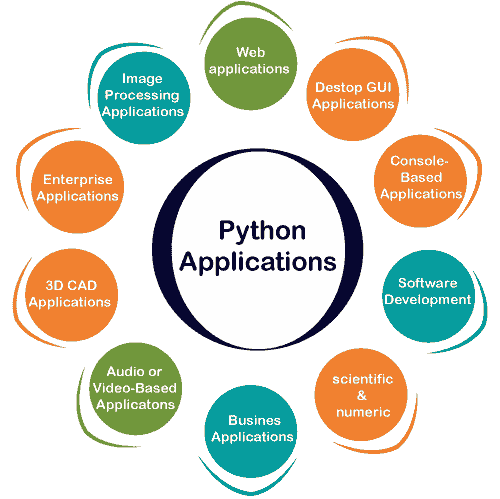 Web
applications
Destop GUI
Applications
Console-
Based
Applications
Software
Development
scientific
&
numeric
Busines
Applications
Audio or
Video-Based
Applicatons
3D CAD
Applications
Enterprise
Applications
Image
Processing
Applications
Python
Applications